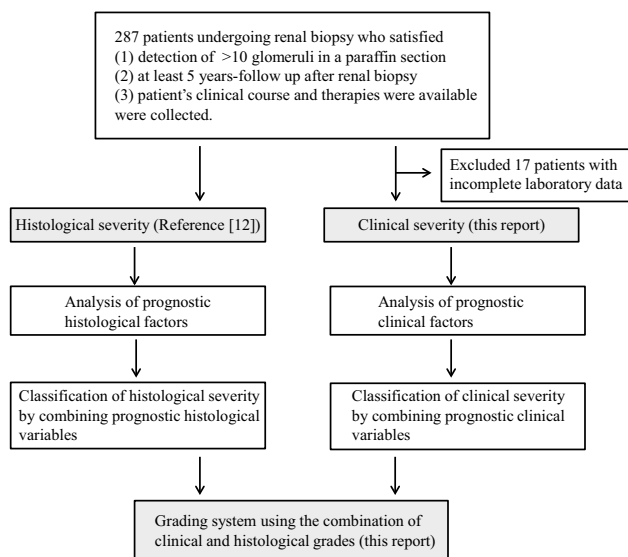 287 patients undergoing renal biopsy who satisfied
(1) detection of >10 glomeruli in a paraffin section
(2) at least 5 years-follow up after renal biopsy
(3) patient's clinical course and therapies were available
were collected.
Excluded 17 patients with
incomplete laboratory data
Histological severity (Reference [12])
Clinical severity (this report)
Analysis of prognostic
histological factors
Analysis of prognostic
clinical factors
Classification of histological severity
by combining prognostic histological
variables
Classification of clinical severity
by combining prognostic clinical
variables
Grading system using the combination of
clinical and histological grades (this report)